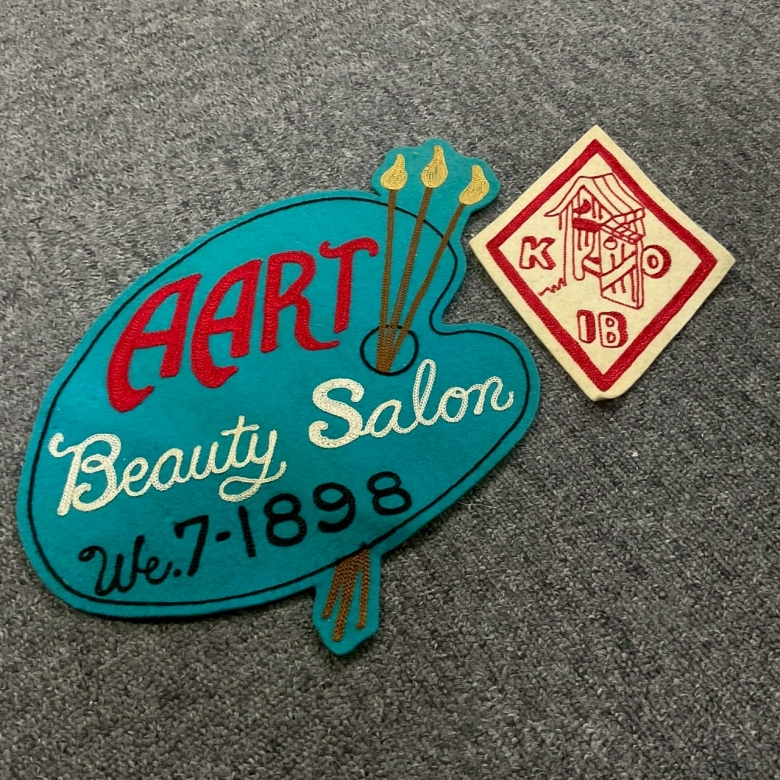 AART
Beauty Salon
We.7-1898
K O
IB